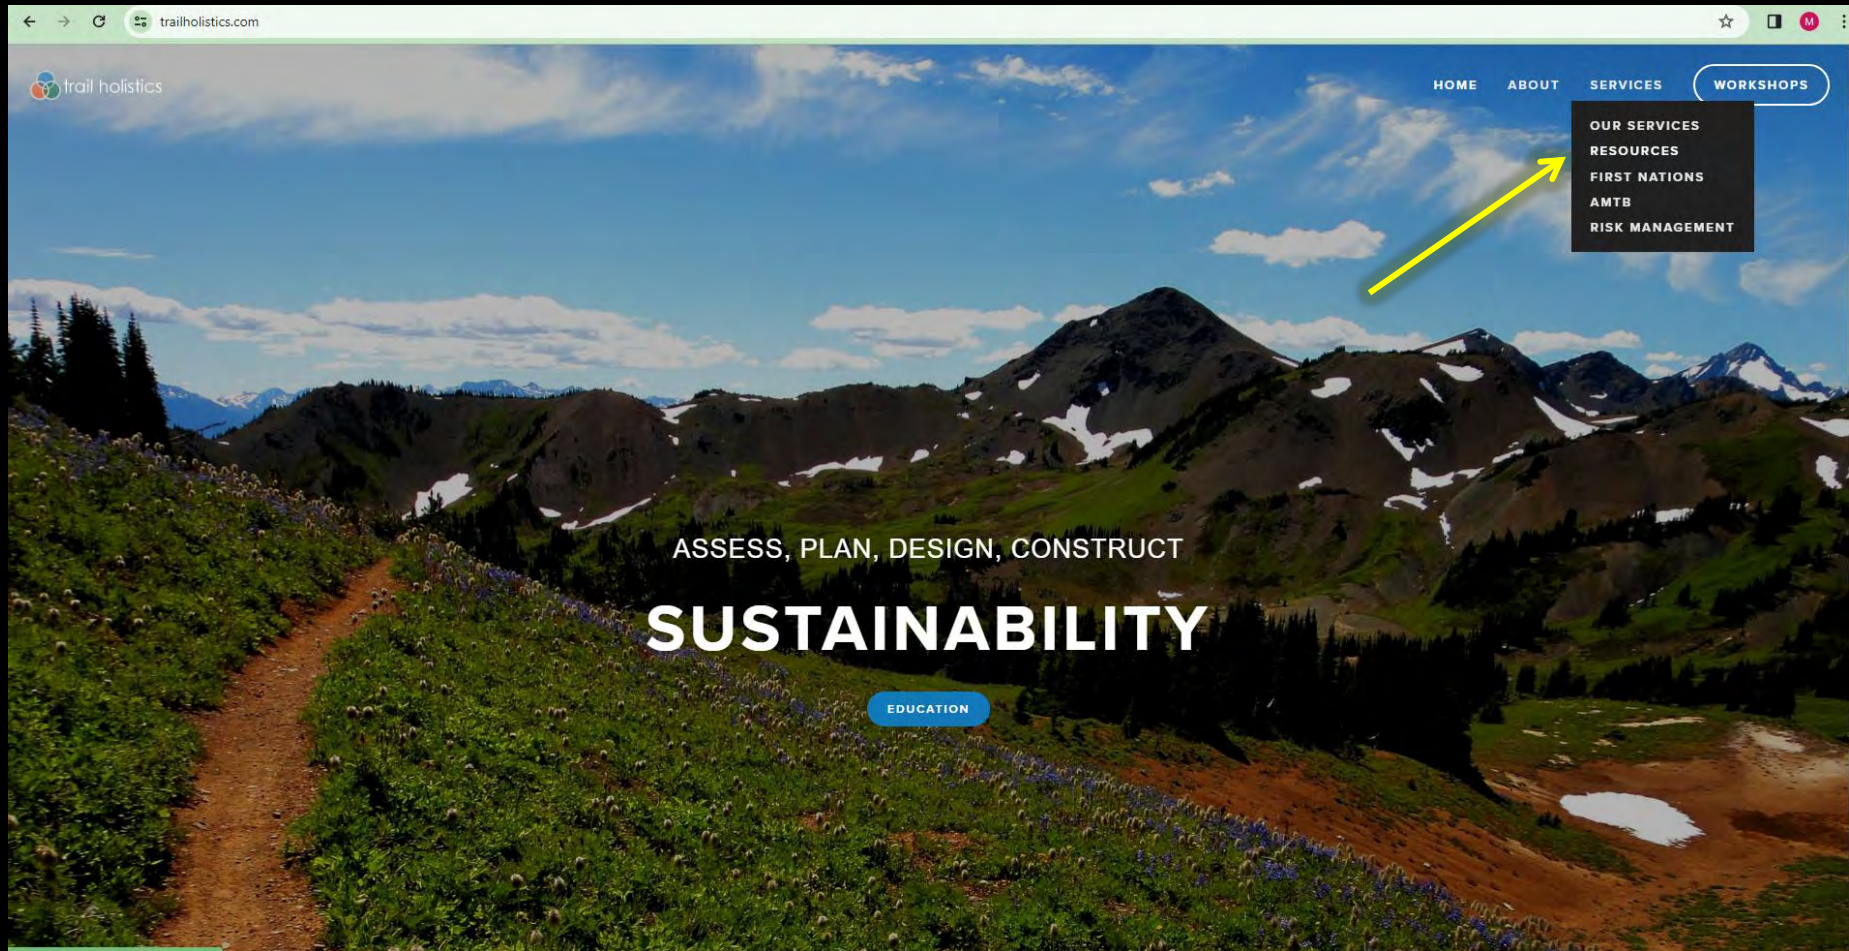 trailholistics.com
M
trail holistics
HOME ABOUT SERVICES WORKSHOPS
OUR SERVICES
RESOURCES
FIRST NATIONS
AMTB
RISK MANAGEMENT
ASSESS, PLAN, DESIGN, CONSTRUCT
SUSTAINABILITY
EDUCATION